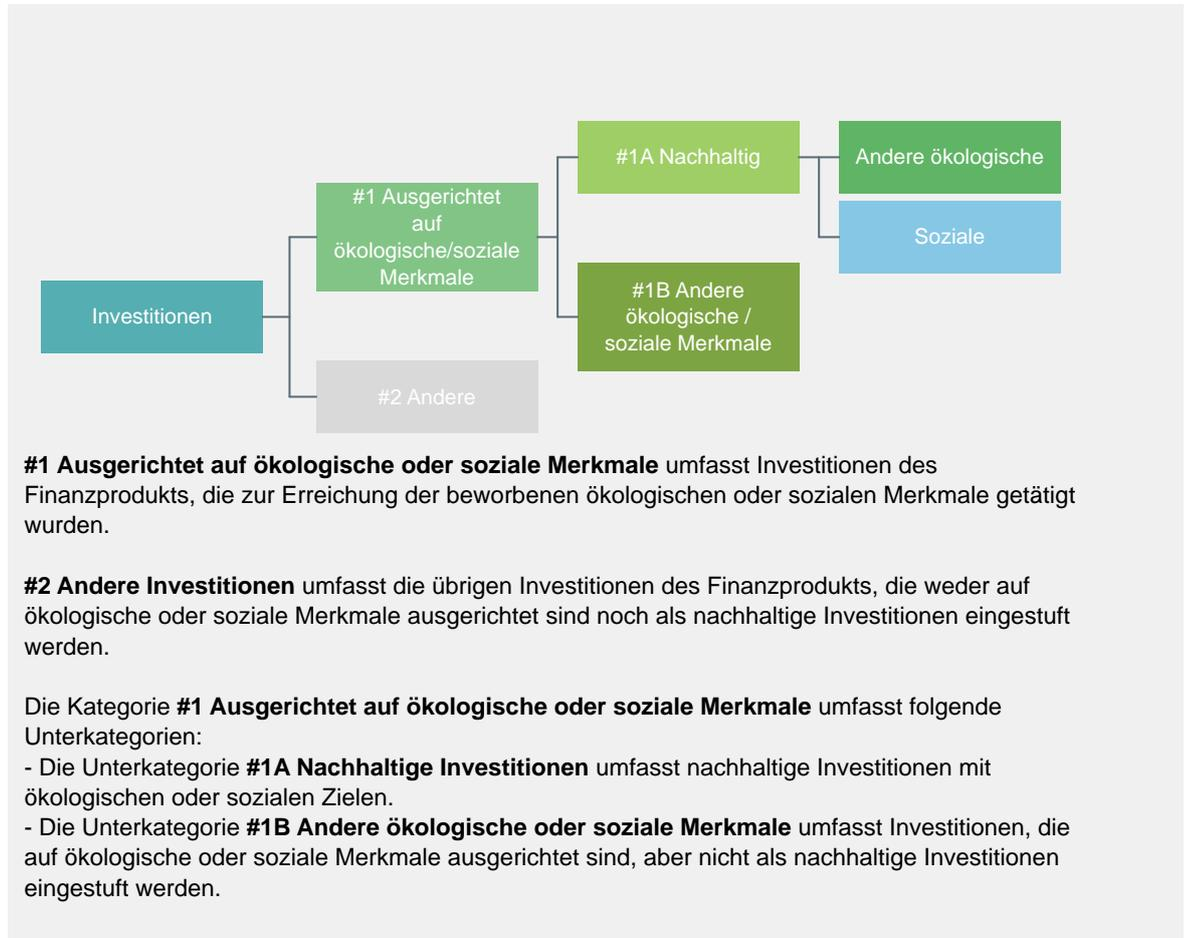 #1A Nachhaltig
Andere ökologische
#1 Ausgerichtet
auf
ökologische/soziale
Merkmale
Soziale
Investitionen
#1B Andere
ökologische /
soziale Merkmale
#2 Andere
#1 Ausgerichtet auf ökologische oder soziale Merkmale umfasst Investitionen des
Finanzprodukts, die zur Erreichung der beworbenen ökologischen oder sozialen Merkmale getätigt
wurden.
#2 Andere Investitionen umfasst die übrigen Investitionen des Finanzprodukts, die weder auf
ökologische oder soziale Merkmale ausgerichtet sind noch als nachhaltige Investitionen eingestuft
werden.
Die Kategorie #1 Ausgerichtet auf ökologische oder soziale Merkmale umfasst folgende
Unterkategorien:
- Die Unterkategorie #1A Nachhaltige Investitionen umfasst nachhaltige Investitionen mit
ökologischen oder sozialen Zielen.
- Die Unterkategorie #1B Andere ökologische oder soziale Merkmale umfasst Investitionen, die
auf ökologische oder soziale Merkmale ausgerichtet sind, aber nicht als nachhaltige Investitionen
eingestuft werden.